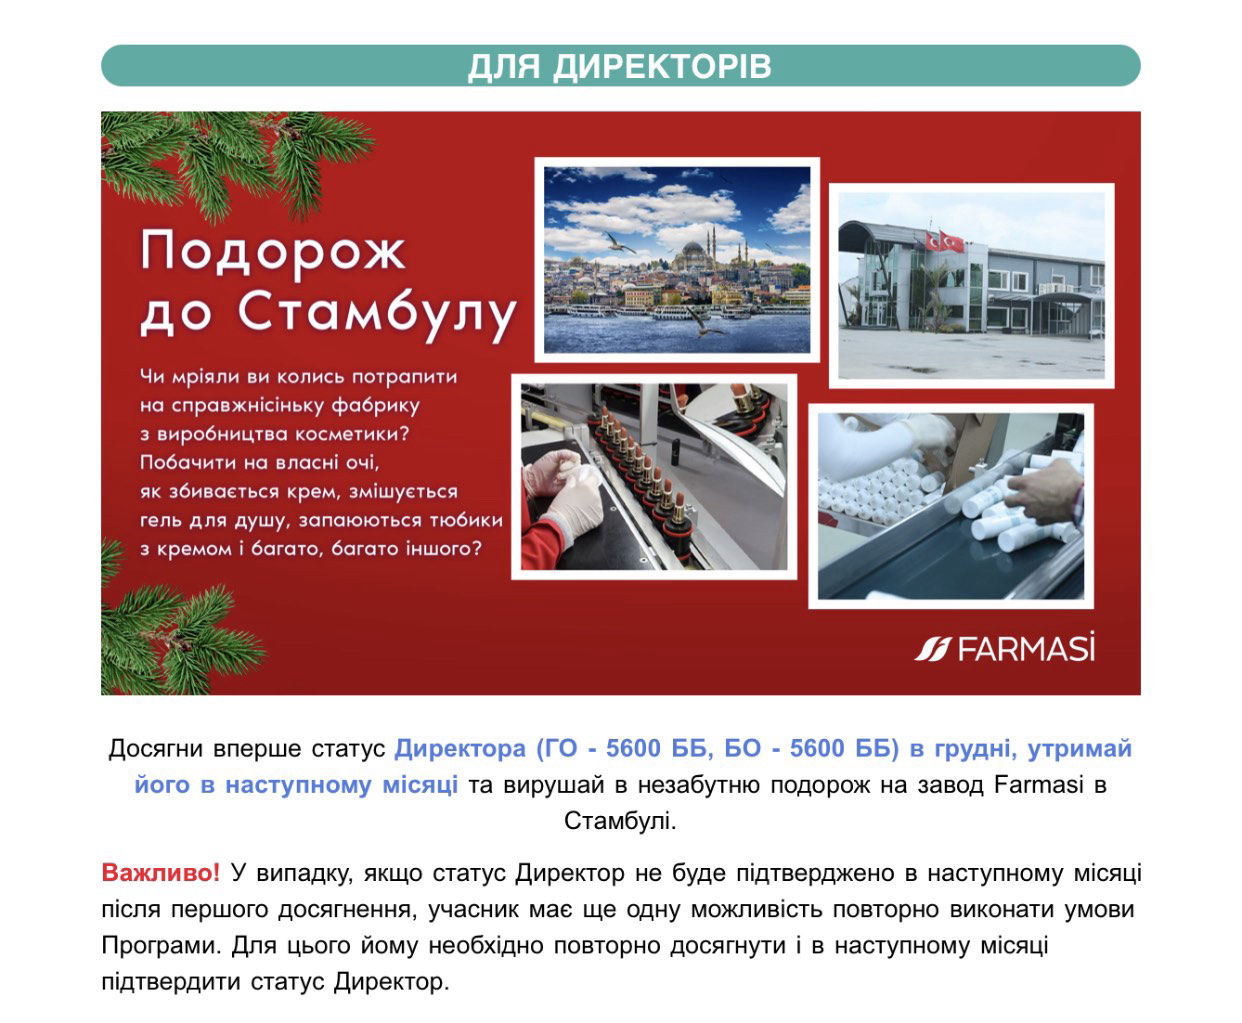 ДЛЯ ДИРЕКТОРІВ
Подорож
до Стамбулу
Чи мріяли ви колись потрапити
на справжнісіньку фабрику
з виробництва косметики?
Побачити на власні очі,
як збивається крем, змішується
гель для душу, запаюються тюбики
з кремом і багато, багато іншого?
FARMASi
Досягни вперше статус Директора (ГО - 5600 ББ, БО - 5600 ББ) в грудні, утримай
його в наступному місяці та вирушай в незабутню подорож на завод Farmasi в
Стамбулі.
Важливо! У випадку, якщо статус Директор не буде підтверджено в наступному місяці
після першого досягнення, учасник має ще одну можливість повторно виконати умови
Програми. Для цього йому необхідно повторно досягнути і в наступному місяці
підтвердити статус Директор.